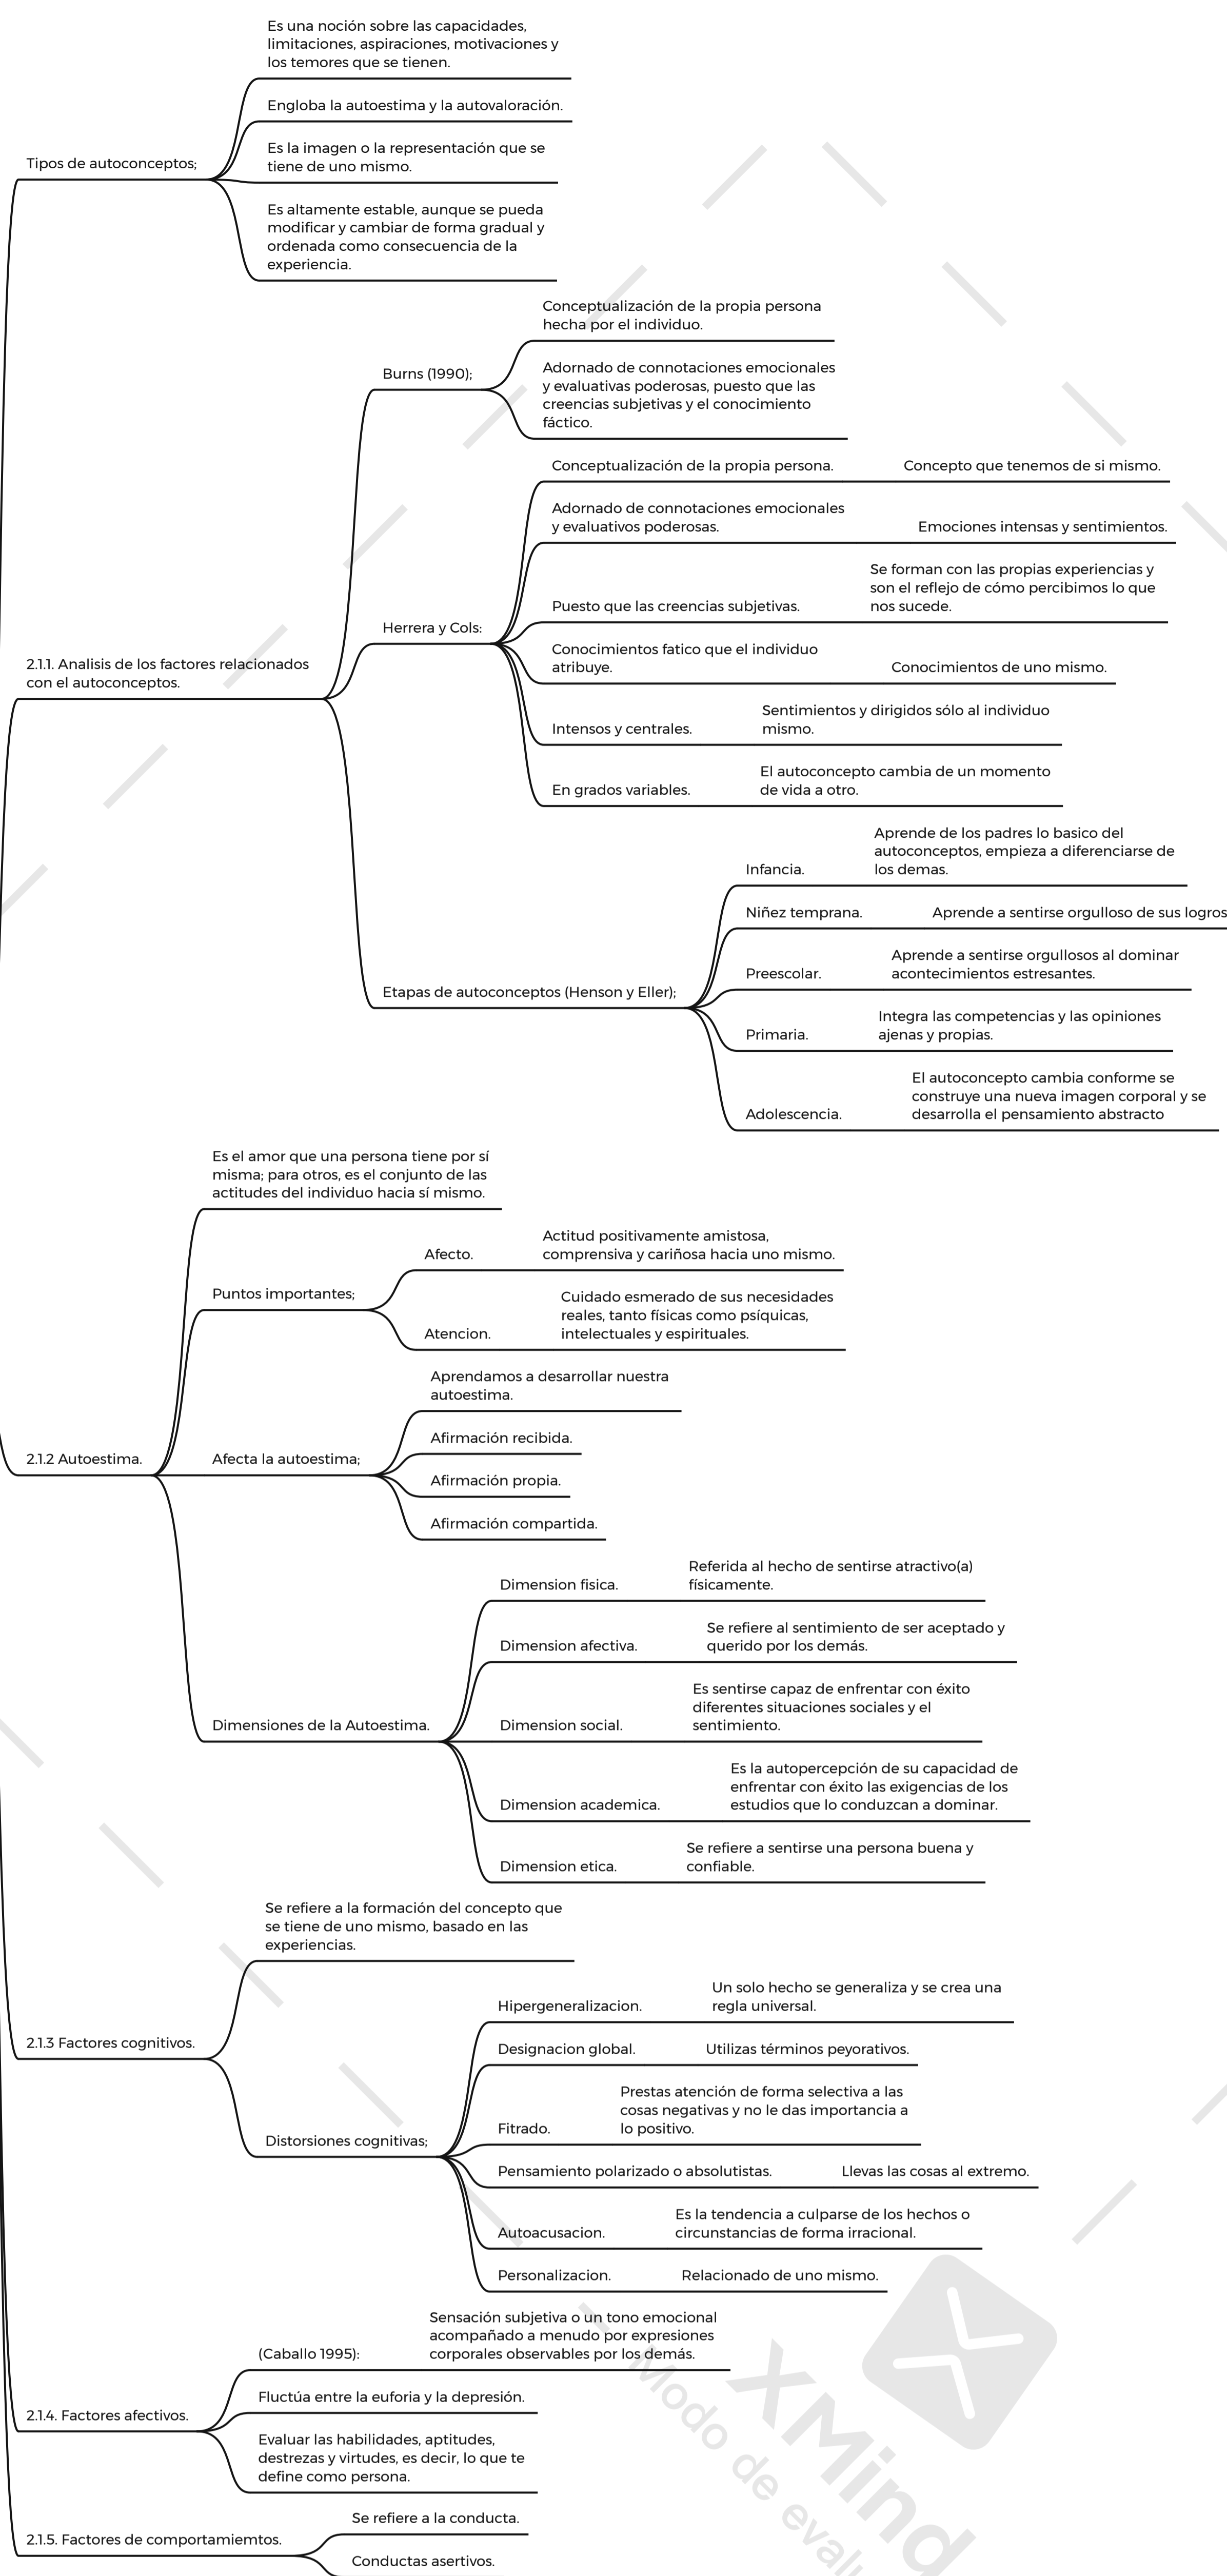 Es una noción sobre las capacidades,
limitaciones, aspiraciones, motivaciones y
los temores que se tienen.
Engloba la autoestima y la autovaloración.
Tipos de autoconceptos;
Es la imagen o la representación que se
tiene de uno mismo.
Es altamente estable, aunque se pueda
modificar y cambiar de forma gradual y
ordenada como consecuencia de la
experiencia.
2.1.1. Analisis de los factores relacionados
con el autoconceptos.
Burns (1990);
Conceptualización de la propia persona
hecha por el individuo.
Adornado de connotaciones emocionales
y evaluativas poderosas, puesto que las
creencias subjetivas y el conocimiento
fáctico.
Herrera y Cols:
Conceptualización de la propia persona.
Concepto que tenemos de si mismo.
Adornado de connotaciones emocionales
y evaluativos poderosas.
Emociones intensas y sentimientos.
Puesto que las creencias subjetivas.
Se forman con las propias experiencias y
son el reflejo de cómo percibimos lo que
nos sucede.
Conocimientos fatico que el individuo
atribuye.
Conocimientos de uno mismo.
Intensos y centrales.
Sentimientos y dirigidos sólo al individuo
mismo.
En grados variables.
El autoconcepto cambia de un momento
de vida a otro.
Etapas de autoconceptos (Henson y Eller);
Infancia.
Aprende de los padres lo basico del
autoconceptos, empieza a diferenciarse de
los demas.
Niñez temprana.
Aprende a sentirse orgulloso de sus logros
Preescolar.
Aprende a sentirse orgullosos al dominar
acontecimientos estresantes.
Primaria.
Integra las competencias y las opiniones
ajenas y propias.
Adolescencia.
El autoconcepto cambia conforme se
construye una nueva imagen corporal y se
desarrolla el pensamiento abstracto
2.1.2 Autoestima.
Es el amor que una persona tiene por sí
misma; para otros, es el conjunto de las
actitudes del individuo hacia sí mismo.
Puntos importantes;
Afecto.
Actitud positivamente amistosa,
comprensiva y cariñosa hacia uno mismo.
Atencion.
Cuidado esmerado de sus necesidades
reales, tanto físicas como psíquicas,
intelectuales y espirituales.
Afecta la autoestima;
Aprendamos a desarrollar nuestra
autoestima.
Afirmación recibida.
Afirmación propia.
Afirmación compartida.
Dimensiones de la Autoestima.
Dimension fisica.
Referida al hecho de sentirse atractivo(a)
físicamente.
Dimension afectiva.
Se refiere al sentimiento de ser aceptado y
querido por los demás.
Dimension social.
Es sentirse capaz de enfrentar con éxito
diferentes situaciones sociales y el
sentimiento.
Dimension academica.
Es la autopercepción de su capacidad de
enfrentar con éxito las exigencias de los
estudios que lo conduzcan a dominar.
Dimension etica.
Se refiere a sentirse una persona buena y
confiable.
2.1.3 Factores cognitivos.
Se refiere a la formación del concepto que
se tiene de uno mismo, basado en las
experiencias.
Distorsiones cognitivas;
Hipergeneralizacion.
Un solo hecho se generaliza y se crea una
regla universal.
Designacion global.
Utilizas términos peyorativos.
Fitrado.
Prestas atención de forma selectiva a las
cosas negativas y no le das importancia a
lo positivo.
Pensamiento polarizado o absolutistas.
Llevas las cosas al extremo.
Autoacusacion.
Es la tendencia a culparse de los hechos o
circunstancias de forma irracional.
Personalizacion.
Relacionado de uno mismo.
2.1.4. Factores afectivos.
(Caballo 1995):
Sensación subjetiva o un tono emocional
acompañado a menudo por expresiones
corporales observables por los demás.
Fluctúa entre la euforia y la depresión.
Evaluar las habilidades, aptitudes,
destrezas y virtudes, es decir, lo que te
define como persona.
2.1.5. Factores de comportamiemtos.
Se refiere a la conducta.
Conductas asertivos.
XMind
Modo de